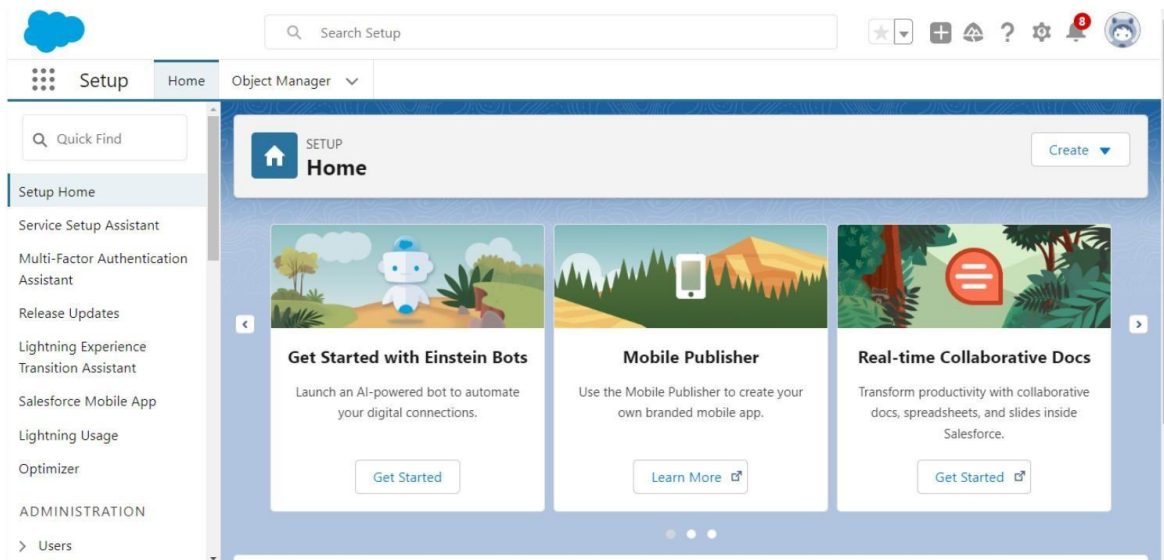 Search Setup
8
Setup
Home
Object Manager
Quick Find
Setup Home
Service Setup Assistant
Multi-Factor Authentication
Assistant
Release Updates
Lightning Experience
Transition Assistant
Salesforce Mobile App
Lightning Usage
Optimizer
ADMINISTRATION
Users
SETUP
Home
Create
Get Started with Einstein Bots
Launch an AI-powered bot to automate
your digital connections.
Get Started
Mobile Publisher
Use the Mobile Publisher to create your
own branded mobile app.
Learn More
Real-time Collaborative Docs
Transform productivity with collaborative
docs, spreadsheets, and slides inside
Salesforce.
Get Started